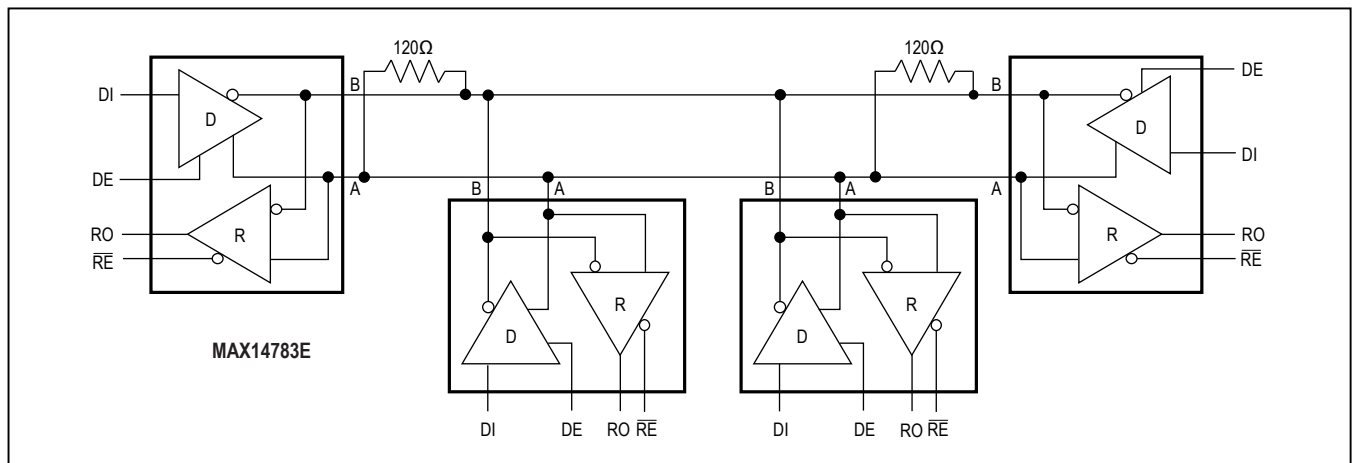 120Ω 120Ω
B B DE
DI D D
DI
DE A B A B A A
R R
RO RO
RE RE
R R
D D
MAX14783E
DI DE RO RE DI DE RO RE